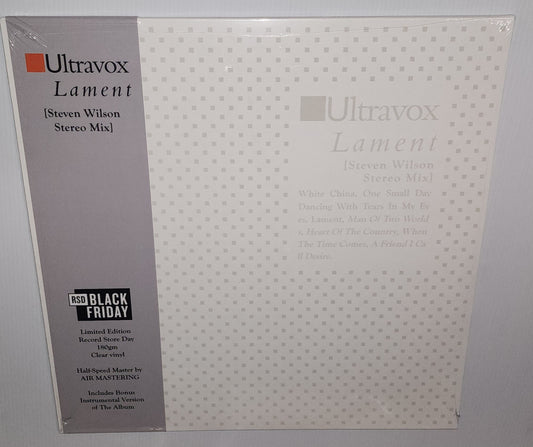 Ultravox
Lament
[Steven Wilson
Stereo Mix]
RSD BLACK
FRIDAY
Limited Edition
Record Store Day
180gm
Clear vinyl
Half-Speed Master by
AIR MASTERING
Includes Bonus
Instrumental Version
of The Album
Ultravox
Lament
[Steven Wilson
Stereo Mix]
White China, One Small Day
Dancing With Tears In My Ey
es, Lament, Man Of Two World
s, Heart Of The Country, When
The Time Comes, A Friend I Ca
ll Desire.